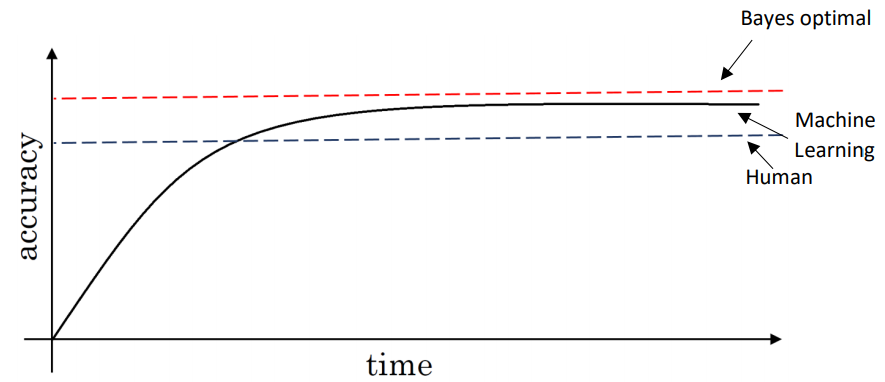 Bayes optimal
Machine
Learning
Human
accuracy
time